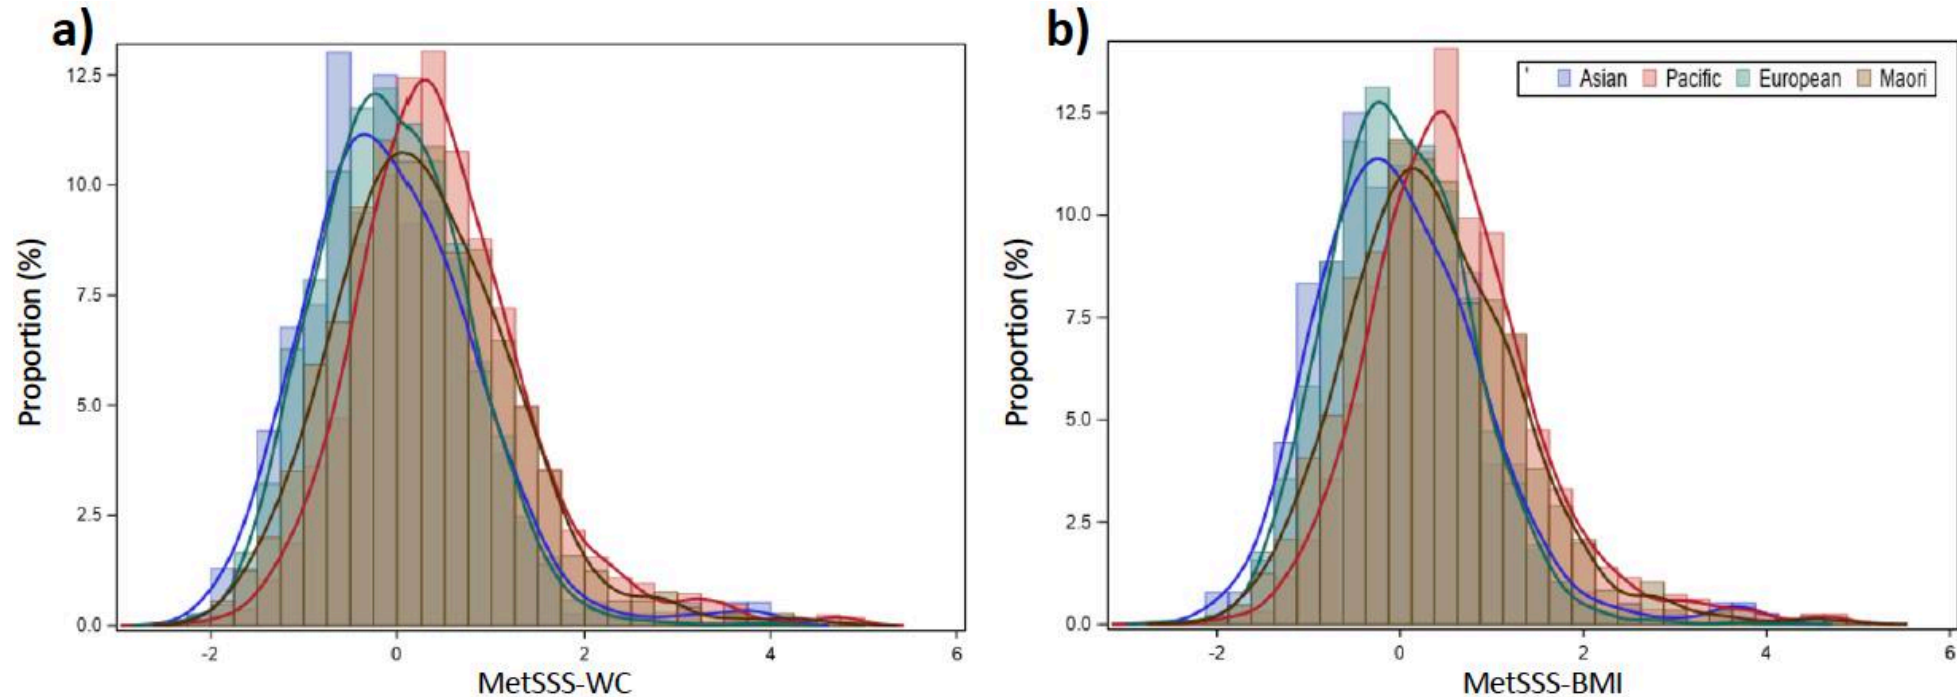 a)
12.5
10.0
7.5
5.0
2.5
0.0
Proportion (%)
-2 0 2 4 6
MetSSS-WC
b)
Asian Pacific European Maori
12.5
10.0
7.5
5.0
2.5
0.0
Proportion (%)
-2 0 2 4 6
MetSSS-BMI